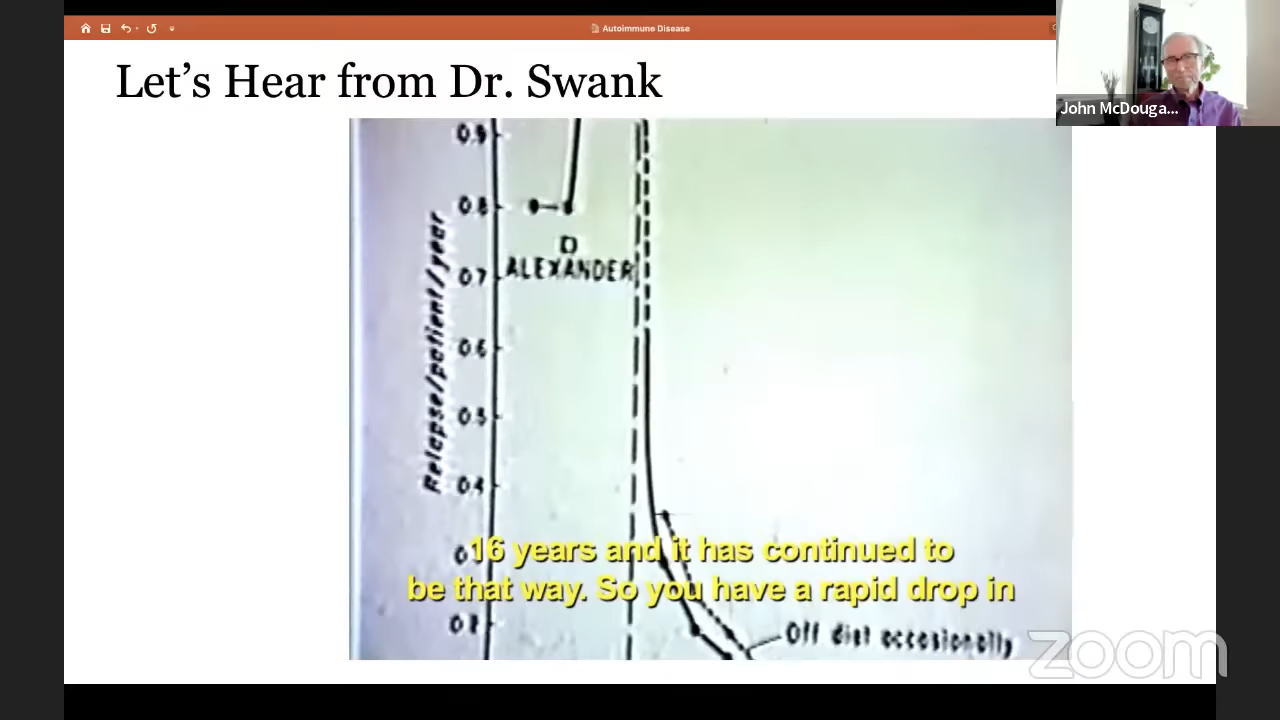 Autoimmune Disease
Let's Hear from Dr. Swank
John McDouga...
0.9
0.8
D
ALEXANDER
0.7
Relapse/patient/year
0.6
0.5
0.4
16 years and it has continued to
be that way. So you have a rapid drop in
Off diet occasionally
zoom